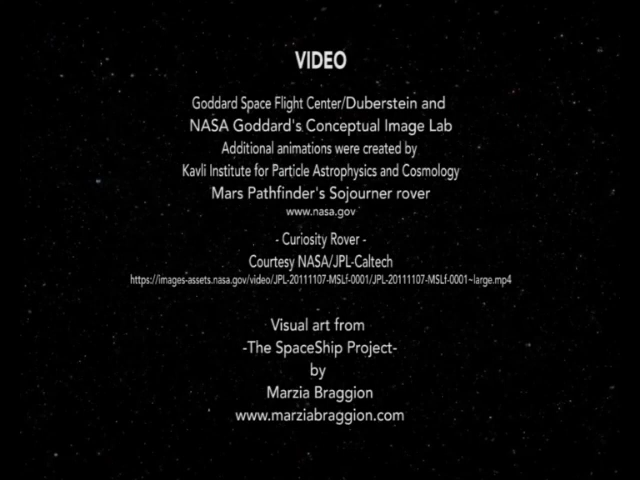 VIDEO
Goddard Space Flight Center/Duberstein and
NASA Goddard's Conceptual Image Lab
Additional animations were created by
Kavli Institute for Particle Astrophysics and Cosmology
Mars Pathfinder's Sojourner rover
www.nasa.gov
- Curiosity Rover -
Courtesy NASA/JPL-Caltech
https://images-assets.nasa.gov/video/JPL-20111107-MSLf-0001/JPL-20111107-MSLf-0001~large.mp4
-
Visual art from
-The SpaceShip Project-
by
Marzia Braggion
www.marziabraggion.com